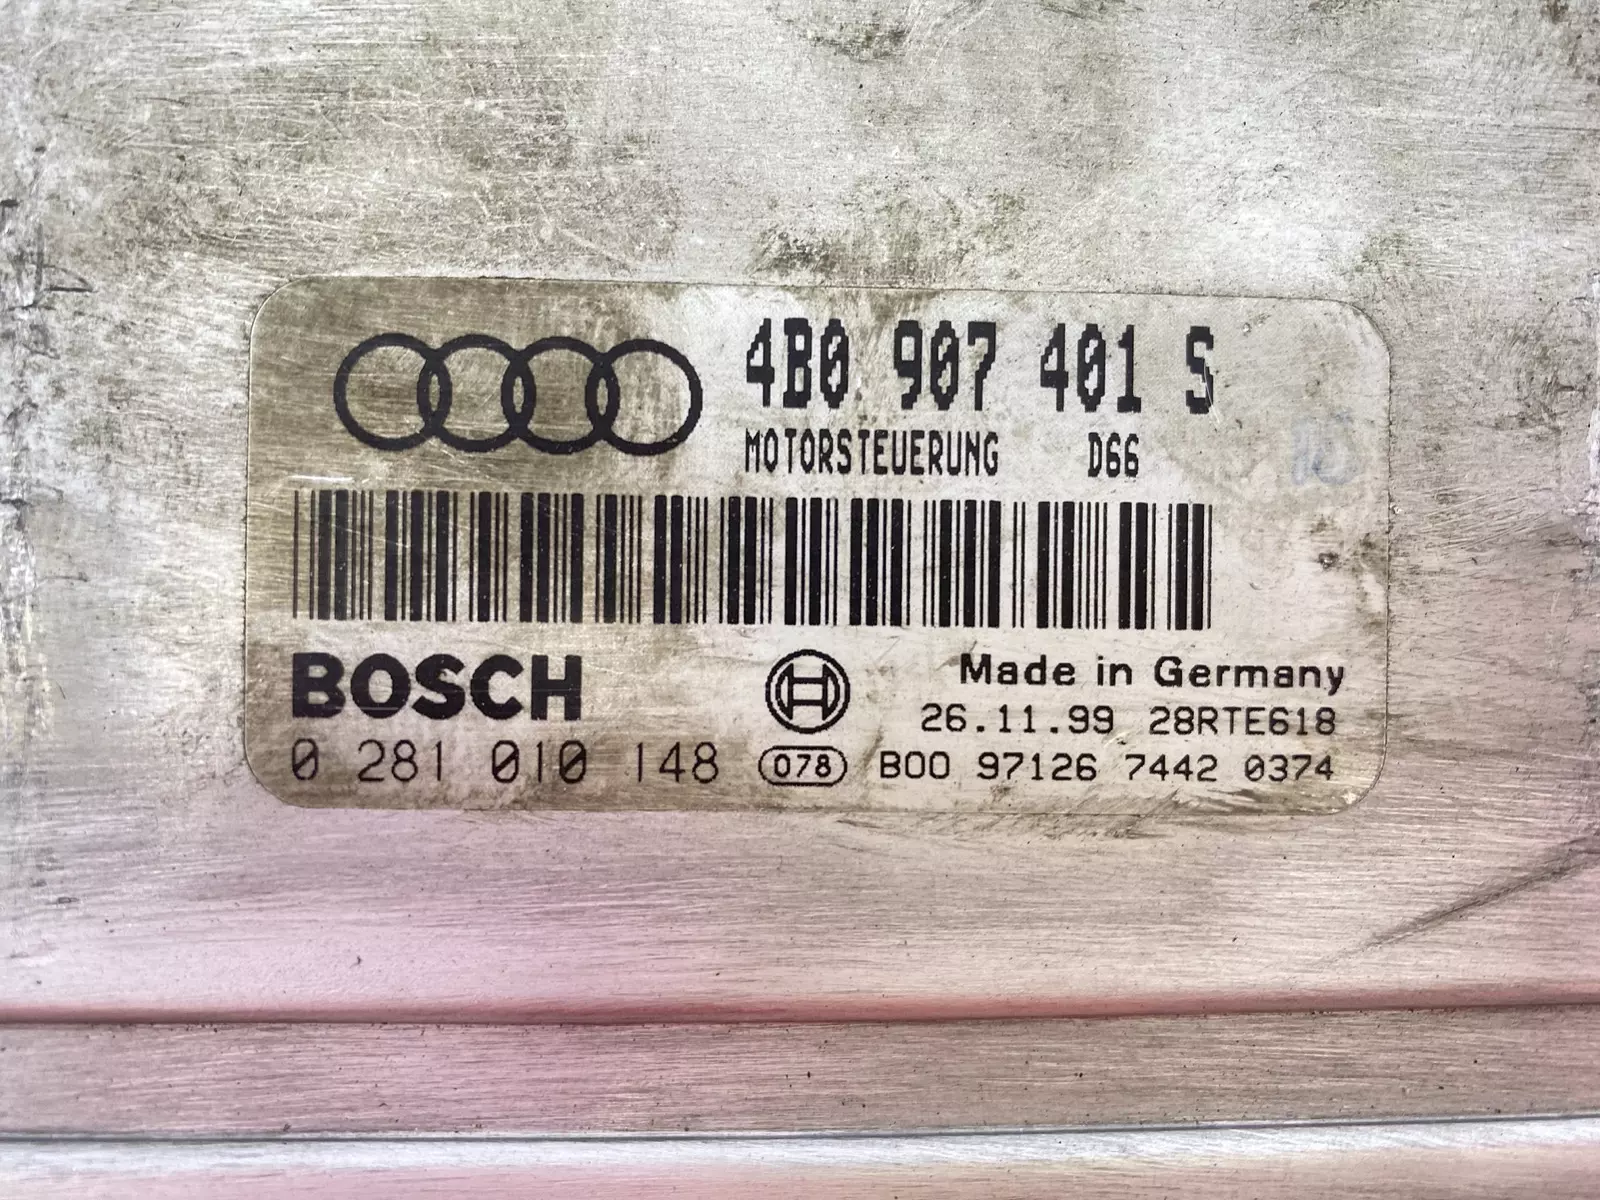 4B0 907 401 S
MOTORSTEUERUNG D66
BOSCH
Made in Germany
26.11.99 28RTE618
0 281 010 148 078 B00 97126 7442 0374